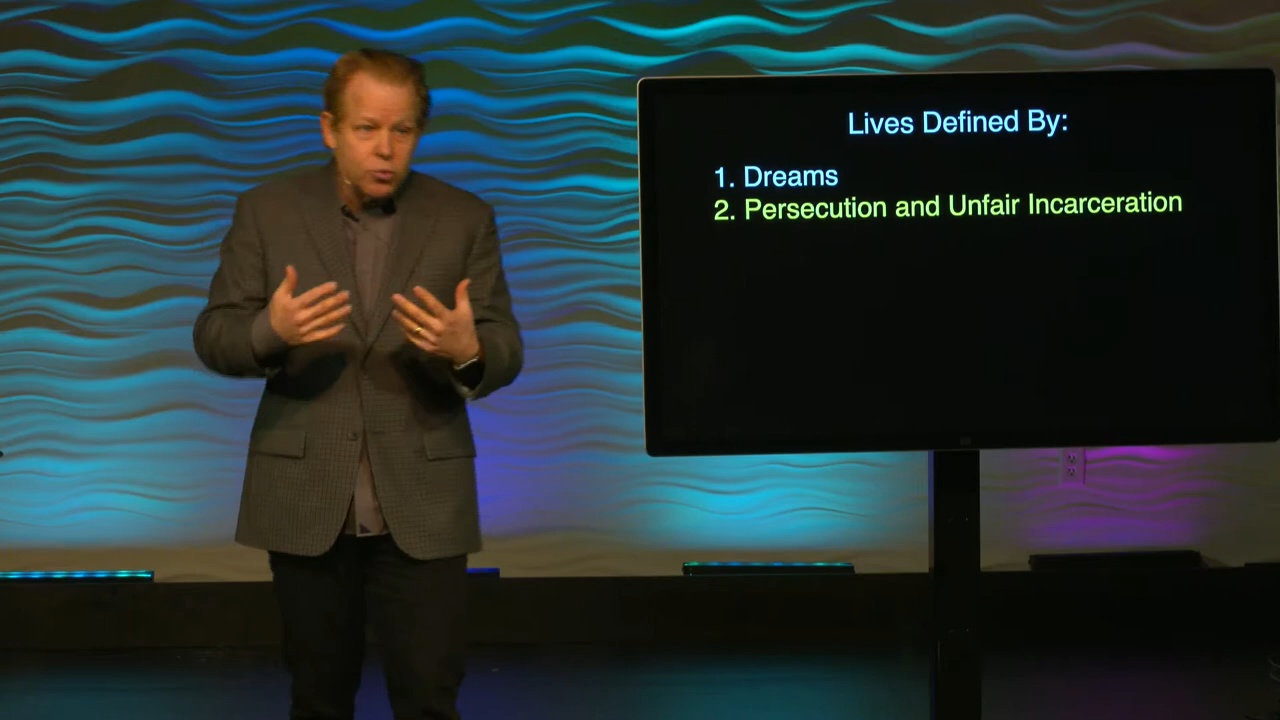 Lives Defined By:
1. Dreams
2. Persecution and Unfair Incarceration